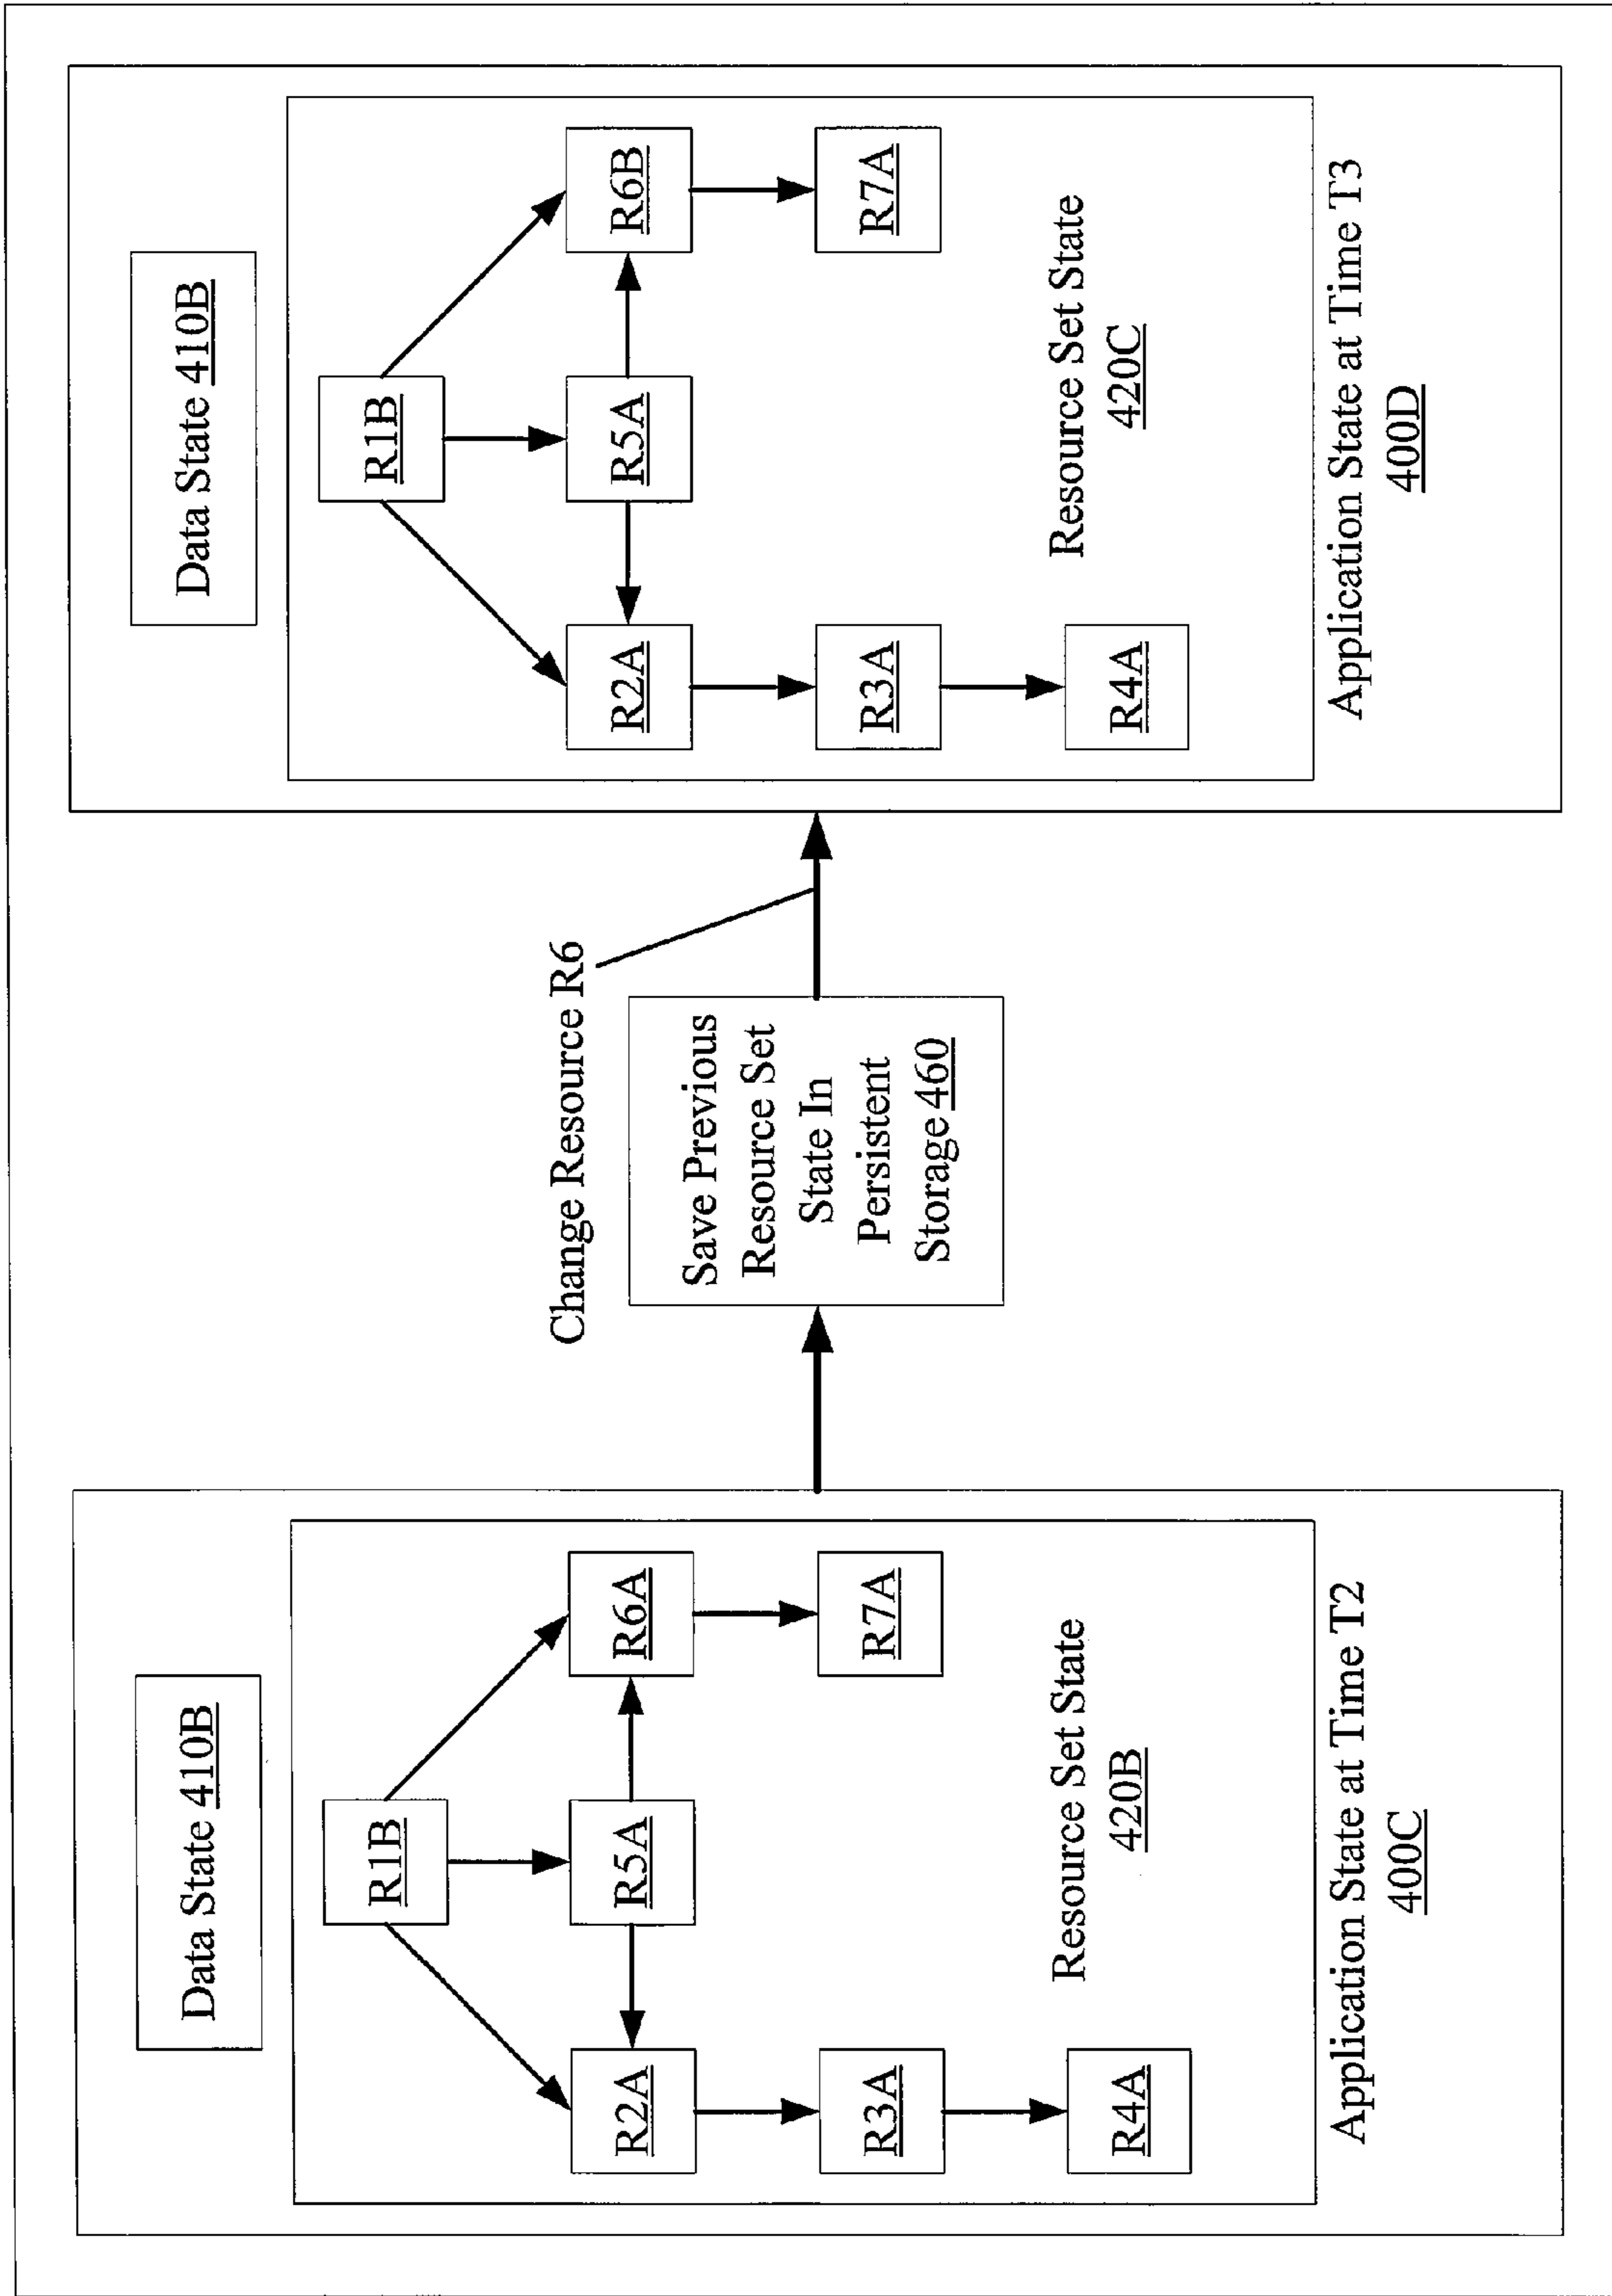 Data State 410B
R1B
R2A
R5A
R6A
R3A
R7A
R4A
Resource Set State
420B
Application State at Time T2
400C
Change Resource R6
Save Previous
Resource Set
State In
Persistent
Storage 460
Data State 410B
R1B
R2A
R5A
R6B
R3A
R7A
R4A
Resource Set State
420C
Application State at Time T3
400D